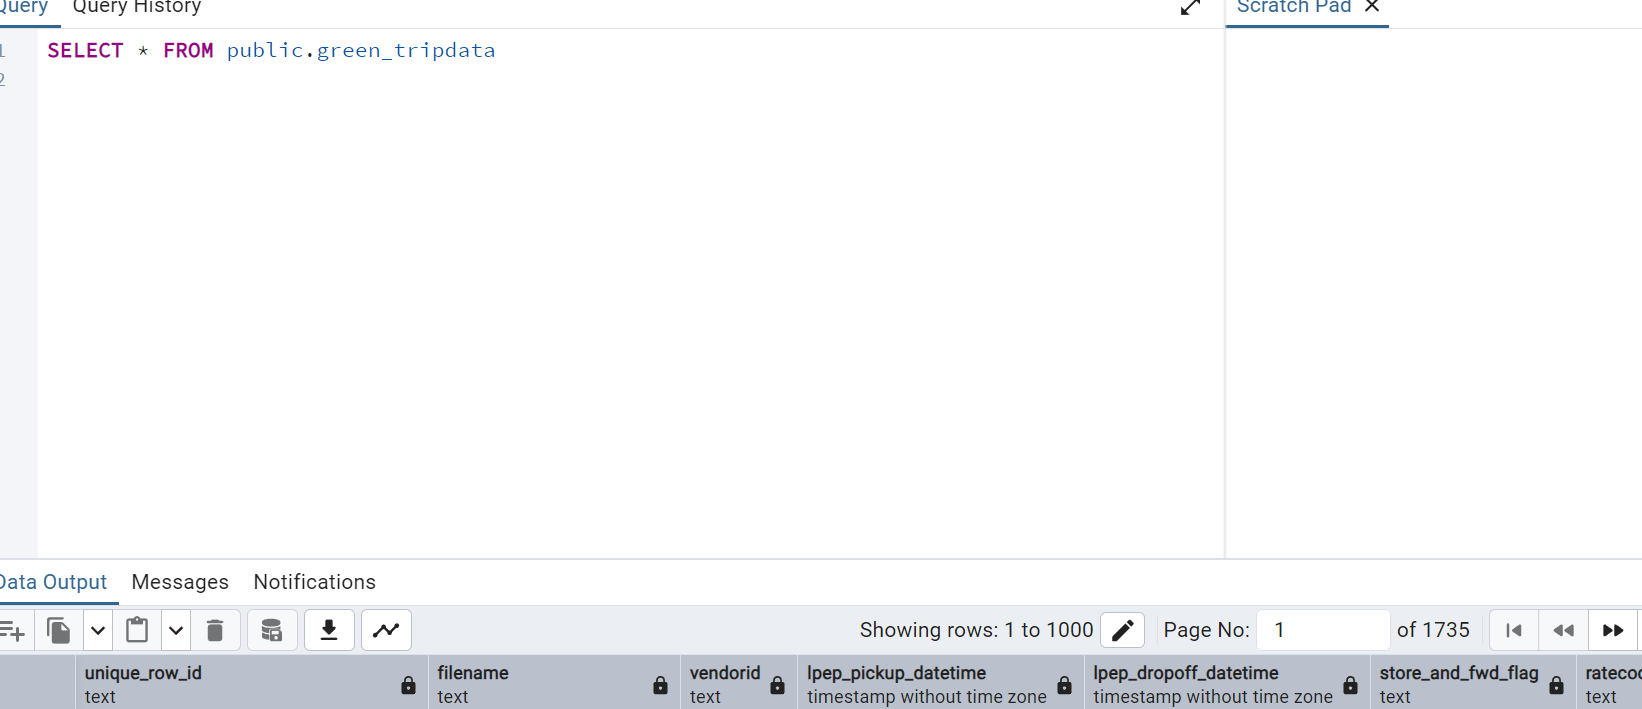 Query Query History
Scratch Pad
1 SELECT * FROM public.green_tripdata
2
Data Output Messages Notifications
Showing rows: 1 to 1000 Page No: 1 of 1735
unique_row_id filename vendorid lpep_pickup_datetime lpep_dropoff_datetime store_and_fwd_flag rateco
text text text timestamp without time zone timestamp without time zone text text